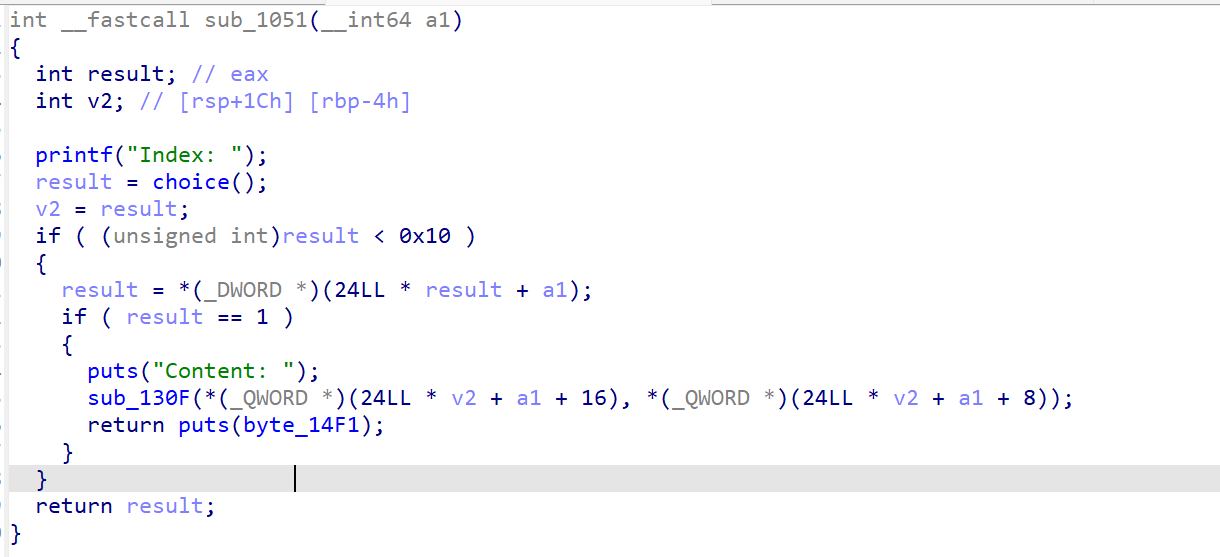 int __fastcall sub_1051(__int64 a1)
{
  int result; // eax
  int v2; // [rsp+1Ch] [rbp-4h]

  printf("Index: ");
  result = choice();
  v2 = result;
  if ( (unsigned int)result < 0x10 )
  {
    result = *(_DWORD *)(24LL * result + a1);
    if ( result == 1 )
    {
      puts("Content: ");
      sub_130F(*(_QWORD *)(24LL * v2 + a1 + 16), *(_QWORD *)(24LL * v2 + a1 + 8));
      return puts(byte_14F1);
    }
  }
  return result;
}